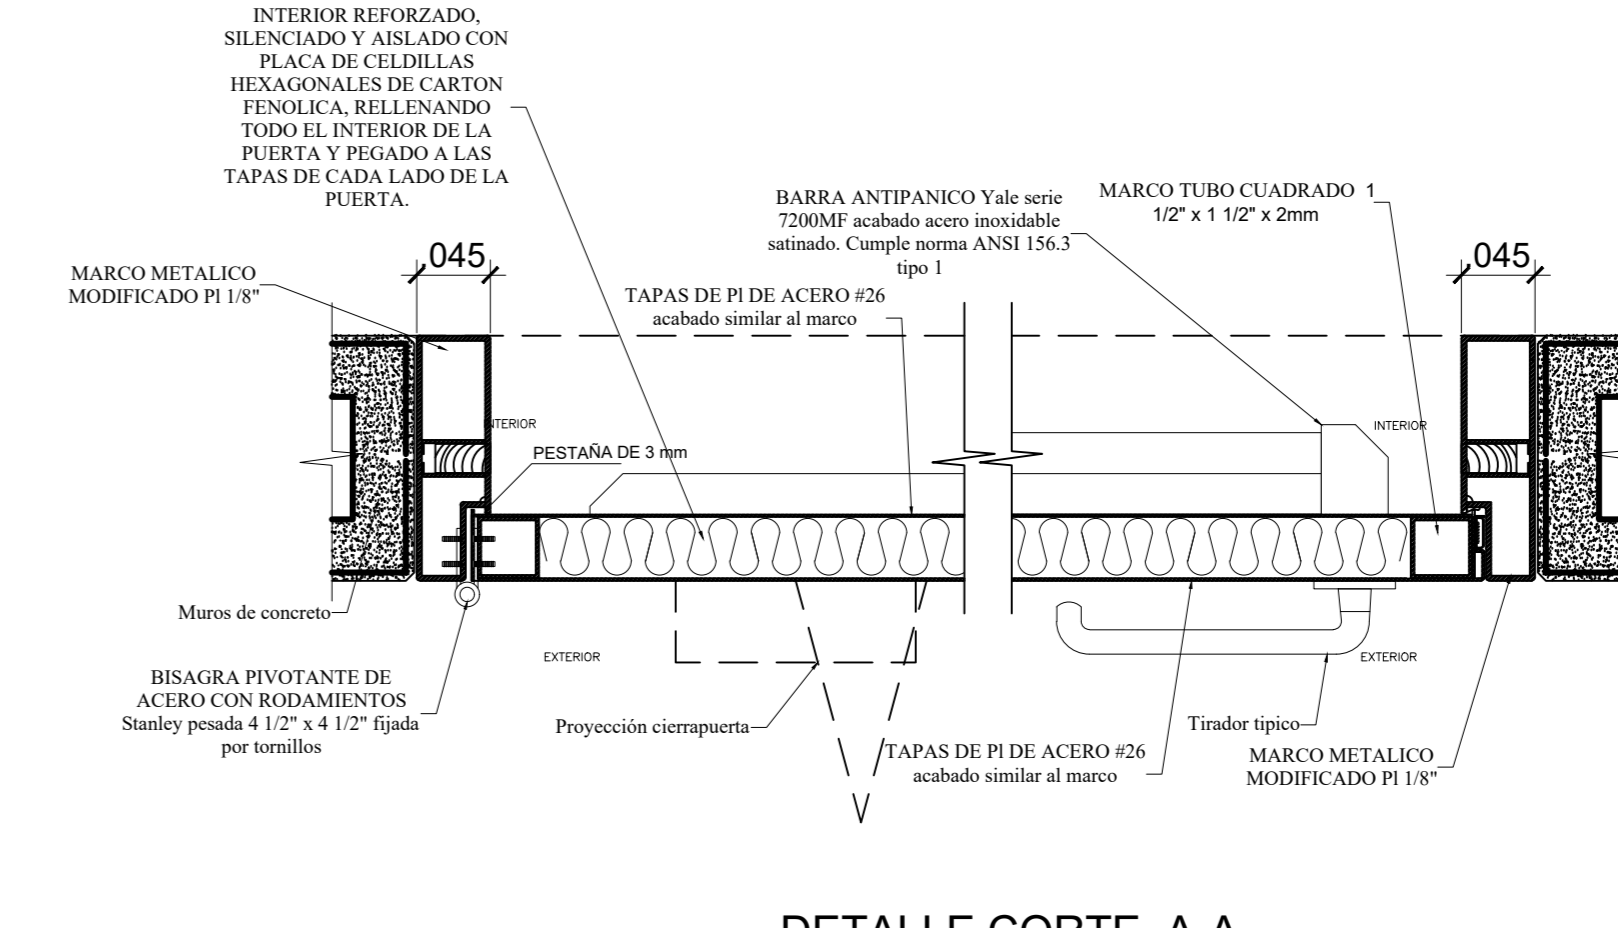 INTERIOR REFORZADO,
SILENCIADO Y AISLADO CON
PLACA DE CELDILLAS
HEXAGONALES DE CARTON
FENOLICA, RELLENANDO
TODO EL INTERIOR DE LA
PUERTA Y PEGADO A LAS
TAPAS DE CADA LADO DE LA
PUERTA.
BARRA ANTIPANICO Yale serie
7200MF acabado acero inoxidable
satinado. Cumple norma ANSI 156.3
tipo 1
MARCO TUBO CUADRADO 1
1/2" x 1 1/2" x 2mm
.045
.045
MARCO METALICO
MODIFICADO Pl 1/8"
TAPAS DE Pl DE ACERO #26
acabado similar al marco
INTERIOR
INTERIOR
PESTAÑA DE 3 mm
Muros de concreto
EXTERIOR
EXTERIOR
BISAGRA PIVOTANTE DE
ACERO CON RODAMIENTOS
Stanley pesada 4 1/2" x 4 1/2" fijada
por tornillos
Proyección cierrapuerta
Tirador tipico
TAPAS DE Pl DE ACERO #26
acabado similar al marco
MARCO METALICO
MODIFICADO Pl 1/8"
DETALLE CORTE A-A